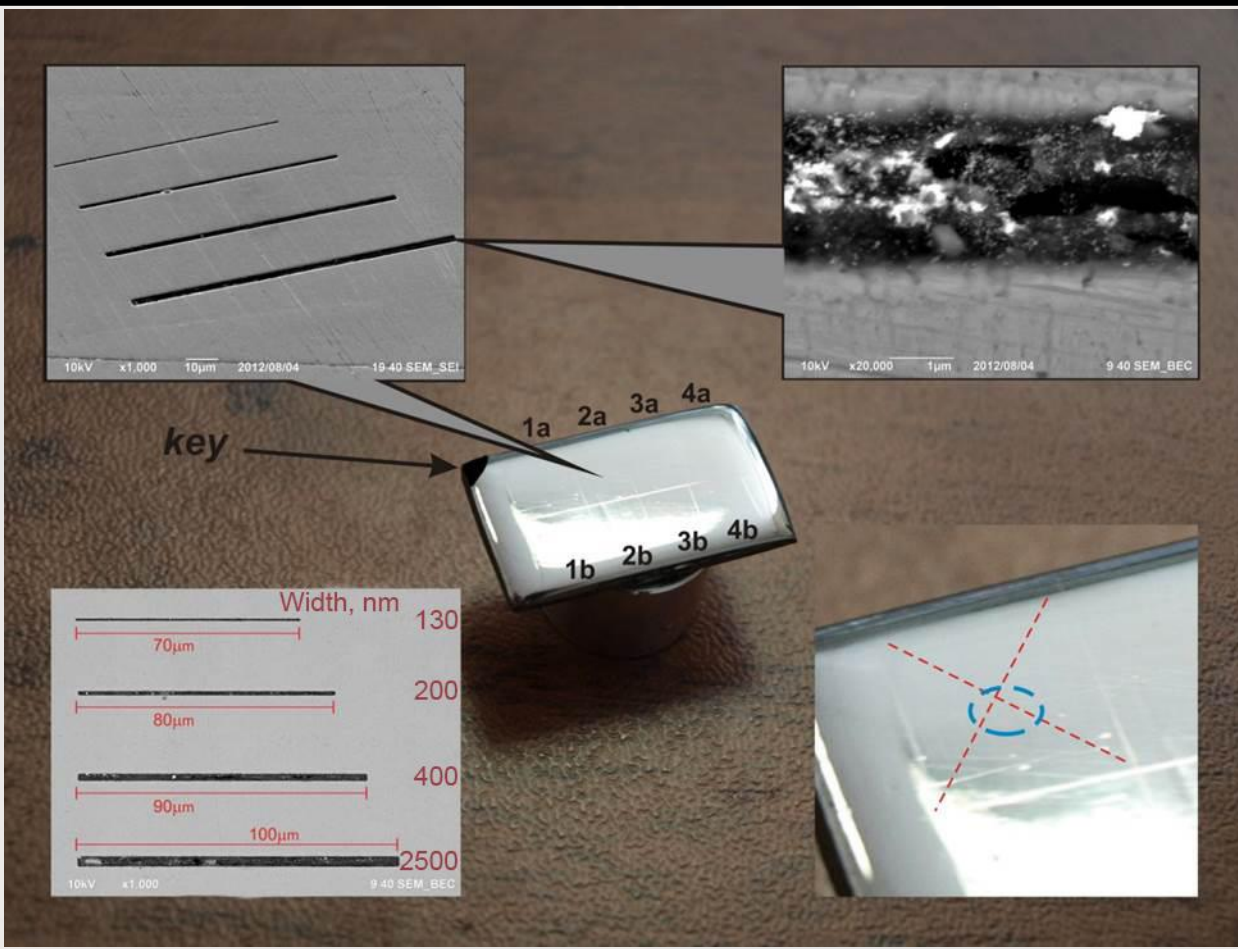 10kV x1,000 10µm 2012/08/04 19 40 SEM_SEI
10kV x20,000 1µm 2012/08/04 9 40 SEM_BEC
key
1a 2a 3a 4a
1b 2b 3b 4b
Width, nm
130
70µm
200
80µm
400
90µm
100µm
2500
10kV x1,000 9 40 SEM_BEC